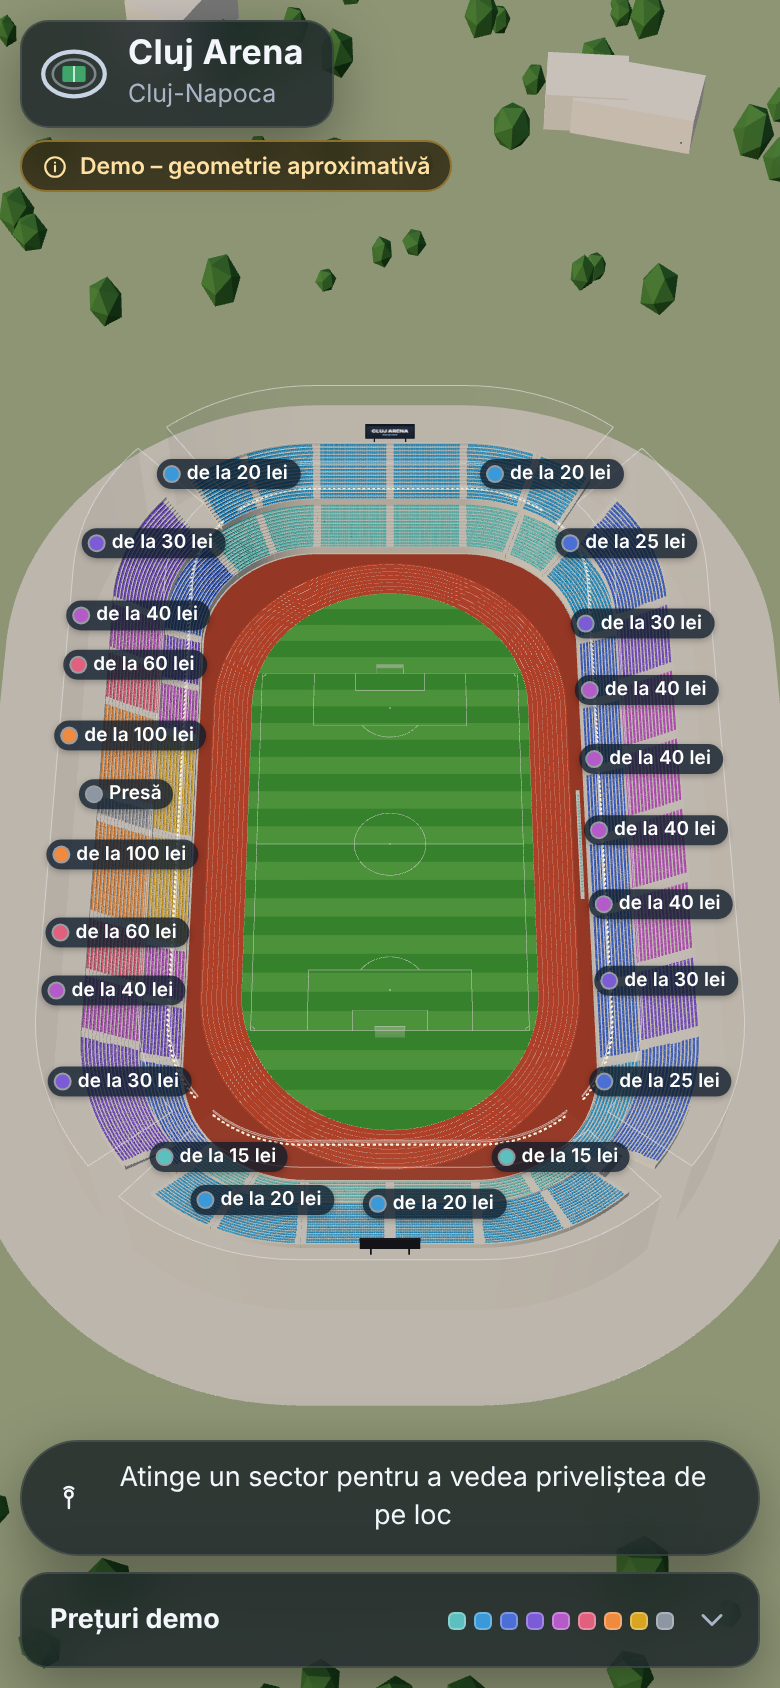 Cluj Arena
Cluj-Napoca
Demo – geometrie aproximativă
CLUJ ARENA
de la 20 lei
de la 20 lei
de la 30 lei
de la 25 lei
de la 40 lei
de la 30 lei
de la 60 lei
de la 40 lei
de la 100 lei
de la 40 lei
Presă
de la 40 lei
de la 100 lei
de la 40 lei
de la 60 lei
de la 30 lei
de la 40 lei
de la 30 lei
de la 25 lei
de la 15 lei
de la 15 lei
de la 20 lei
de la 20 lei
Atinge un sector pentru a vedea priveliștea de
pe loc
Prețuri demo